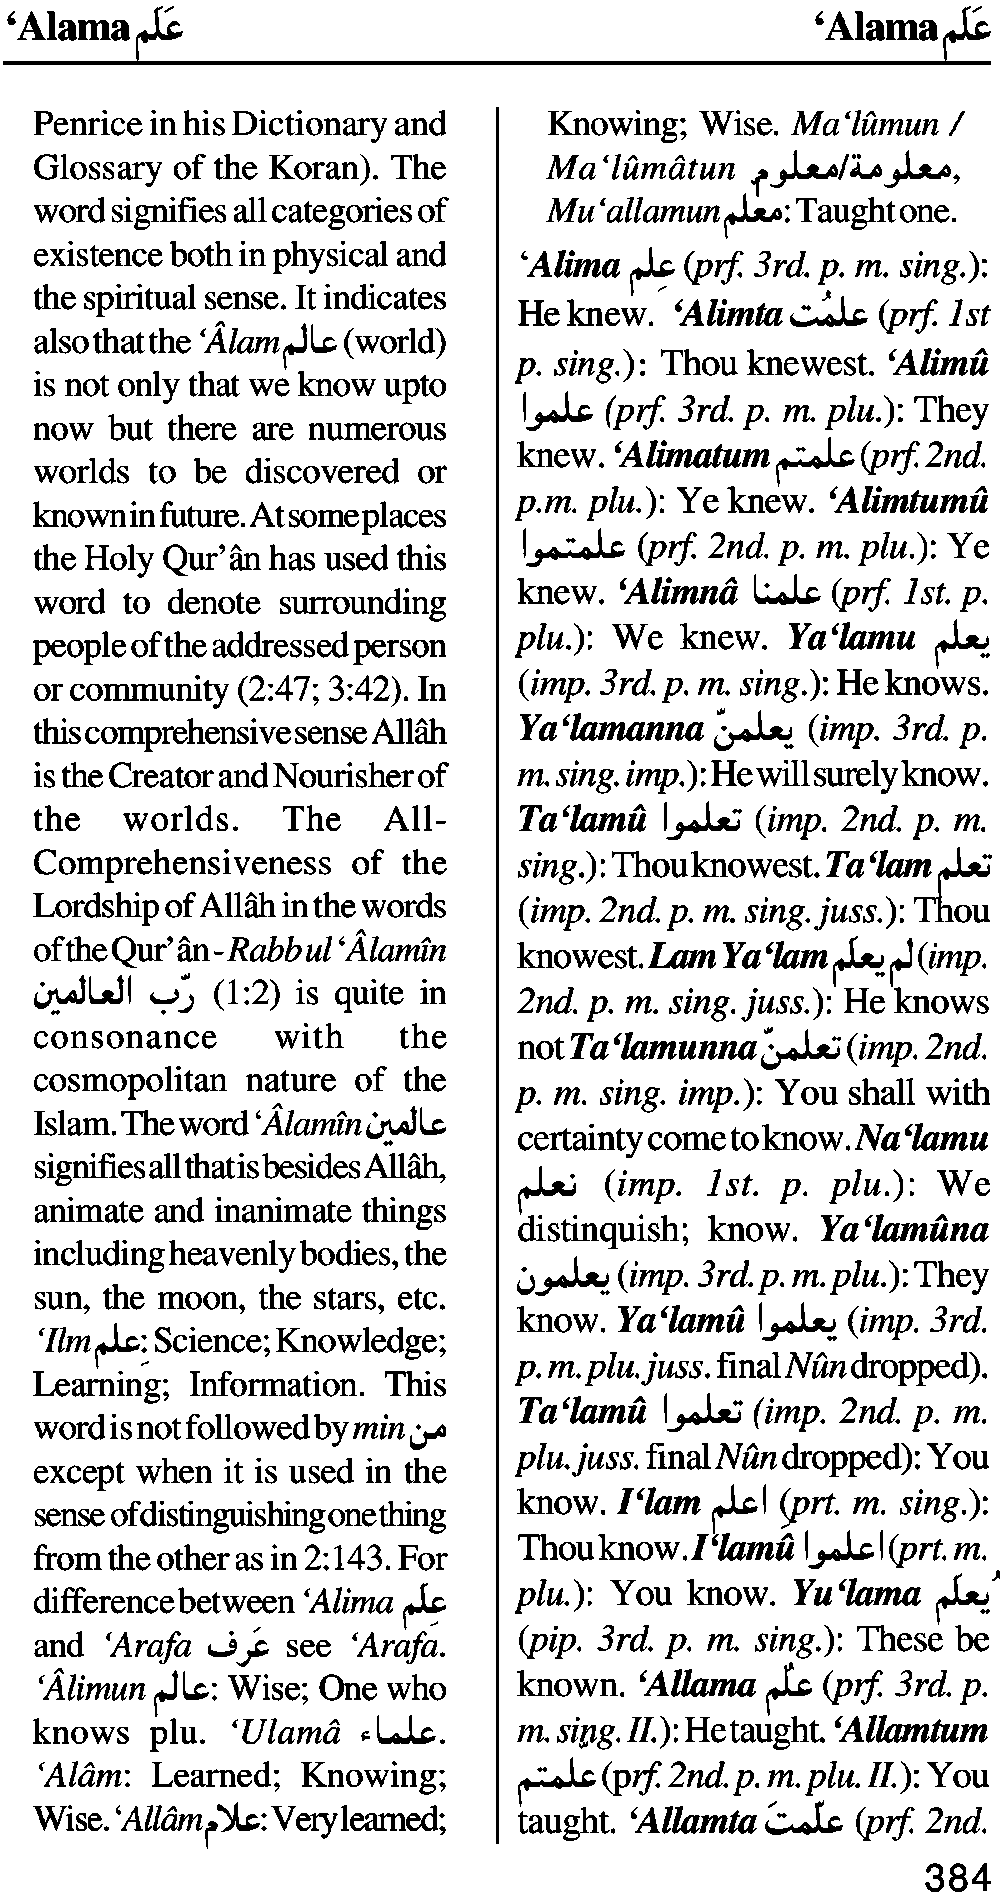 ‘Alama عَلَم ‘Alama عَلَم
Penrice in his Dictionary and
Glossary of the Koran). The
word signifies all categories of
existence both in physical and
the spiritual sense. It indicates
also that the ‘Âlam عالم (world)
is not only that we know upto
now but there are numerous
worlds to be discovered or
known in future. At some places
the Holy Qur’ân has used this
word to denote surrounding
people of the addressed person
or community (2:47; 3:42). In
this comprehensive sense Allâh
is the Creator and Nourisher of
the worlds. The All-
Comprehensiveness of the
Lordship of Allâh in the words
of the Qur’ân - Rabb ul ‘Âlamîn
ربّ العالمين (1:2) is quite in
consonance with the
cosmopolitan nature of the
Islam. The word ‘Âlamîn عالمين
signifies all that is besides Allâh,
animate and inanimate things
including heavenly bodies, the
sun, the moon, the stars, etc.
‘Ilm عِلم: Science; Knowledge;
Learning; Information. This
word is not followed by min من
except when it is used in the
sense of distinguishing one thing
from the other as in 2:143. For
difference between ‘Alima عَلِم
and ‘Arafa عَرَف see ‘Arafa.
‘Âlimun عالم: Wise; One who
knows plu. ‘Ulamâ علماء.
‘Alâm: Learned; Knowing;
Wise. ‘Allâm علام: Very learned;
Knowing; Wise. Ma‘lûmun /
Ma‘lûmâtun معلومة/معلوم,
Mu‘allamun معلم: Taught one.
‘Alima عَلِم (prf. 3rd. p. m. sing.):
He knew. ‘Alimta علمُت (prf. 1st
p. sing.): Thou knewest. ‘Alimû
علموا (prf. 3rd. p. m. plu.): They
knew. ‘Alimatum علمتم (prf. 2nd.
p.m. plu.): Ye knew. ‘Alimtumû
علمتموا (prf. 2nd. p. m. plu.): Ye
knew. ‘Alimnâ علمنا (prf. 1st. p.
plu.): We knew. Ya‘lamu يعلم
(imp. 3rd. p. m. sing.): He knows.
Ya‘lamanna يعلمنّ (imp. 3rd. p.
m. sing. imp.): He will surely know.
Ta‘lamû تعلموا (imp. 2nd. p. m.
sing.): Thou knowest. Ta‘lam تعلم
(imp. 2nd. p. m. sing. juss.): Thou
knowest. Lam Ya‘lam لم يعلم (imp.
2nd. p. m. sing. juss.): He knows
not Ta‘lamunna تعلمنّ (imp. 2nd.
p. m. sing. imp.): You shall with
certainty come to know. Na‘lamu
نعلم (imp. 1st. p. plu.): We
distinquish; know. Ya‘lamûna
يعلمون (imp. 3rd. p. m. plu.): They
know. Ya‘lamû يعلموا (imp. 3rd.
p. m. plu. juss. final Nûn dropped).
Ta‘lamû تعلموا (imp. 2nd. p. m.
plu. juss. final Nûn dropped): You
know. I‘lam اعلم (prt. m. sing.):
Thou know. I‘lamû اعلموا (prt. m.
plu.): You know. Yu‘lama يُعلَم
(pip. 3rd. p. m. sing.): These be
known. ‘Allama علّم (prf. 3rd. p.
m. sing. II.): He taught. ‘Allamtum
علمتم (prf. 2nd. p. m. plu. II.): You
taught. ‘Allamta علّمتَ (prf. 2nd.
384